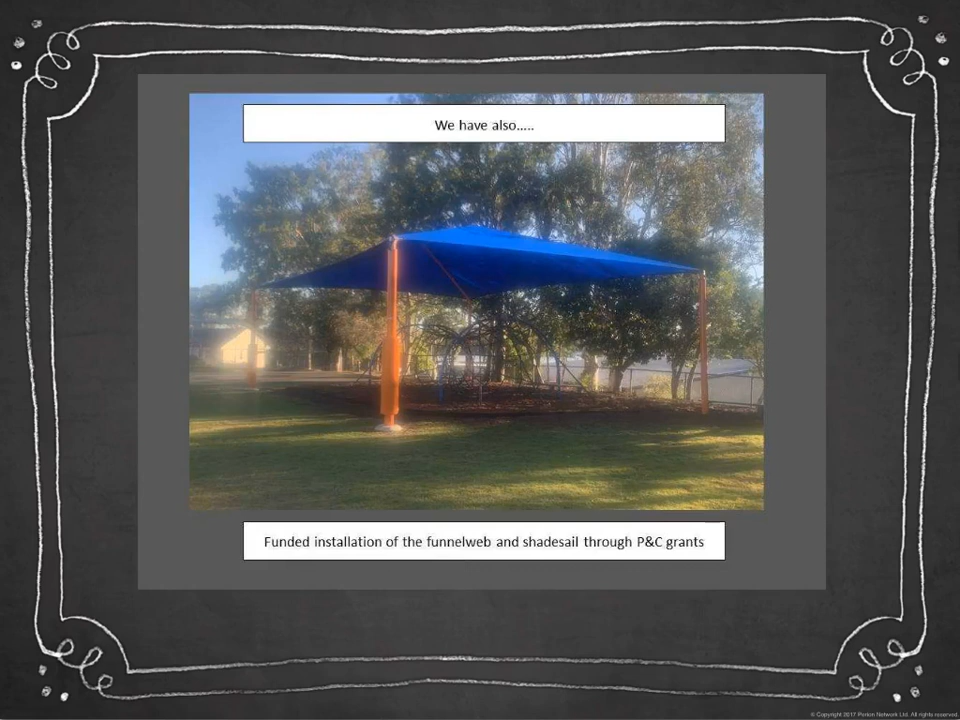 We have also.....
Funded installation of the funnelweb and shadesail through P&C grants
© Copyright 2017 Perion Network Ltd. All rights reserved.